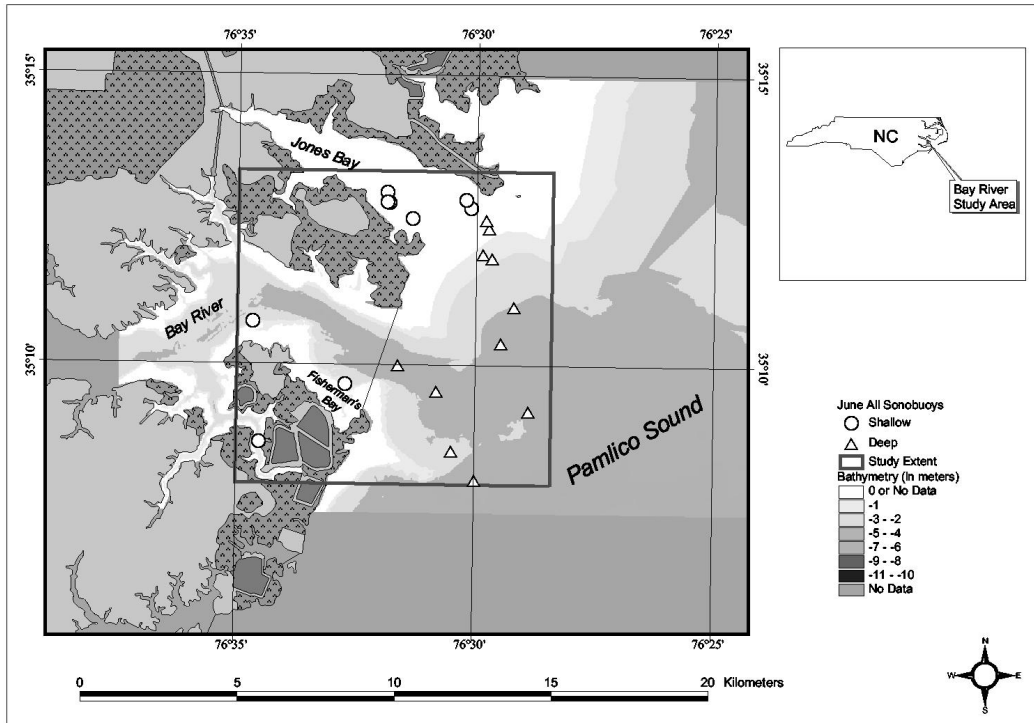 76°35'
76°30'
76°25'
35°15'
35°15'
Jones Bay
NC
Bay River
Study Area
Bay River
35°10'
35°10'
Fisherman's
Bay
Pamlico Sound
June All Sonobuoys
Shallow
Deep
Study Extent
Bathymetry (In meters)
0 or No Data
-1
-3 - -2
-5 - -4
-7 - -6
-9 - -8
-11 - -10
No Data
76°35'
76°30'
76°25'
0 5 10 15 20 Kilometers
N
W E
S